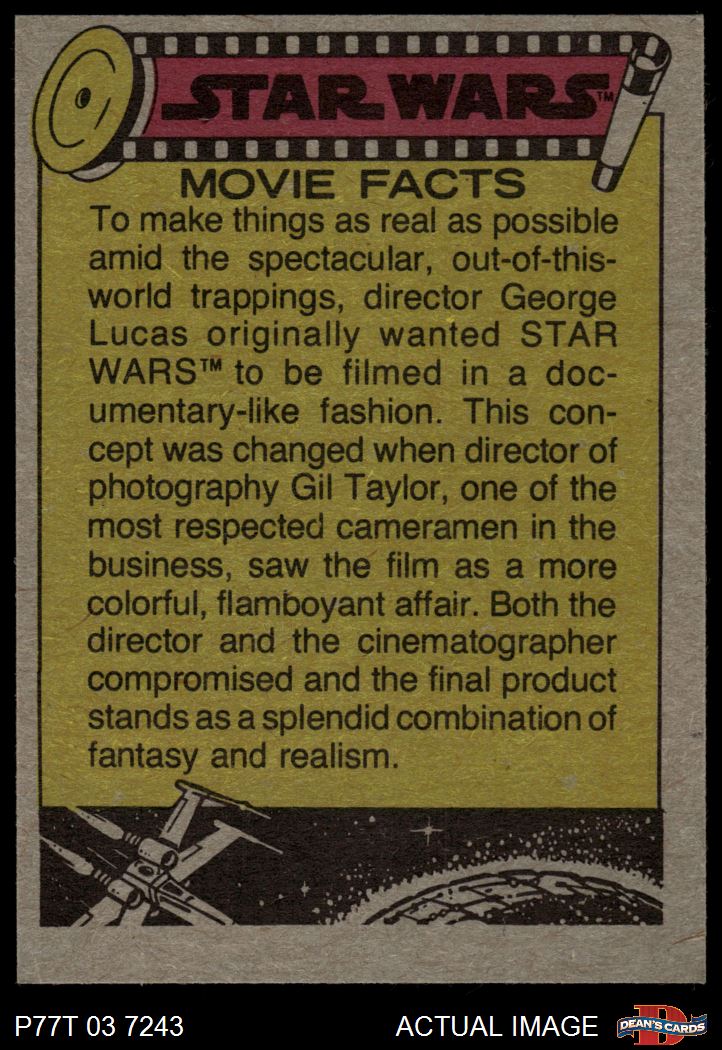 STAR WARS™
MOVIE FACTS
To make things as real as possible
amid the spectacular, out-of-this-
world trappings, director George
Lucas originally wanted STAR
WARS™ to be filmed in a doc-
umentary-like fashion. This con-
cept was changed when director of
photography Gil Taylor, one of the
most respected cameramen in the
business, saw the film as a more
colorful, flamboyant affair. Both the
director and the cinematographer
compromised and the final product
stands as a splendid combination of
fantasy and realism.
P77T 03 7243
ACTUAL IMAGE
D
DEAN'S CARDS